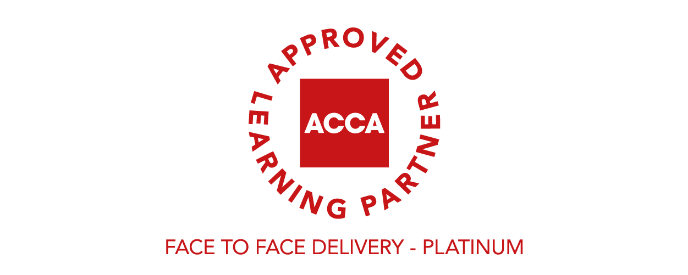 APPROVED
LEARNING PARTNER
ACCA
FACE TO FACE DELIVERY - PLATINUM